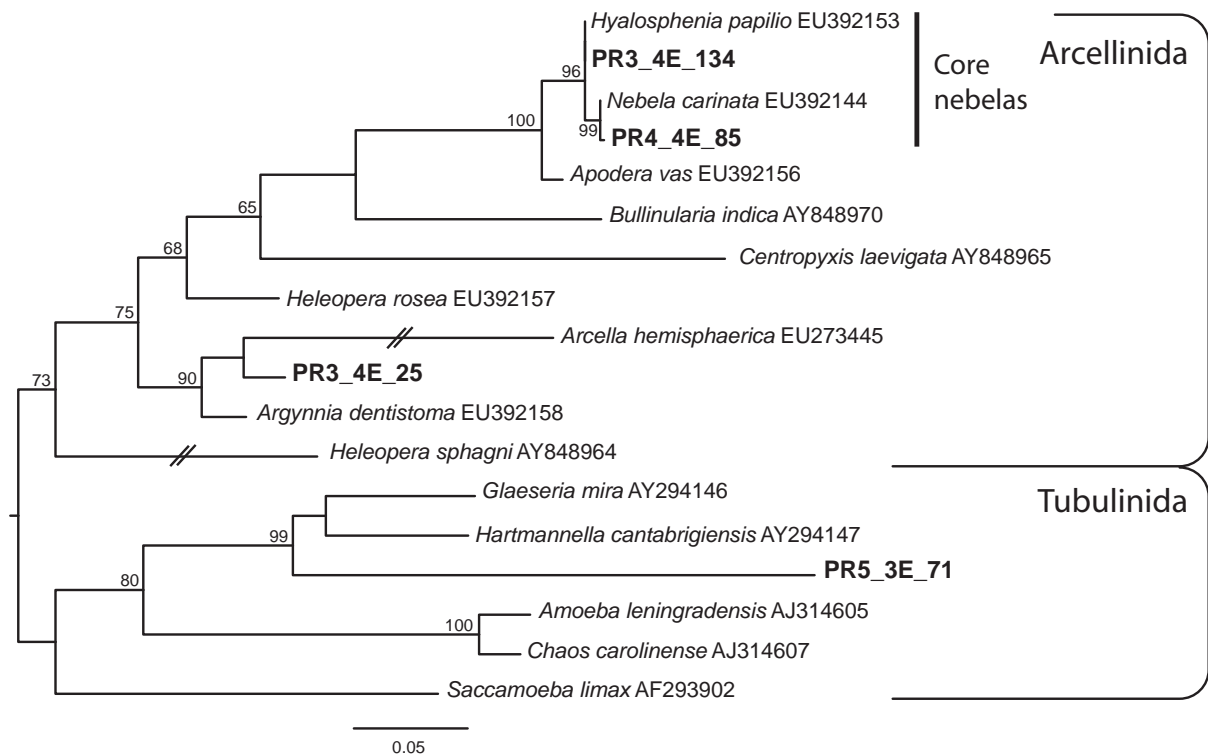 Hyalosphenia papilio EU392153
Arcellinida
96
PR3_4E_134
Core
nebelas
Nebela carinata EU392144
100
99
PR4_4E_85
Apodera vas EU392156
65
Bullinularia indica AY848970
68
Centropyxis laevigata AY848965
75
Heleopera rosea EU392157
Arcella hemisphaerica EU273445
73
90
PR3_4E_25
Argynnia dentistoma EU392158
Heleopera sphagni AY848964
Glaeseria mira AY294146
Tubulinida
99
Hartmannella cantabrigiensis AY294147
80
PR5_3E_71
Amoeba leningradensis AJ314605
100
Chaos carolinense AJ314607
Saccamoeba limax AF293902
0.05